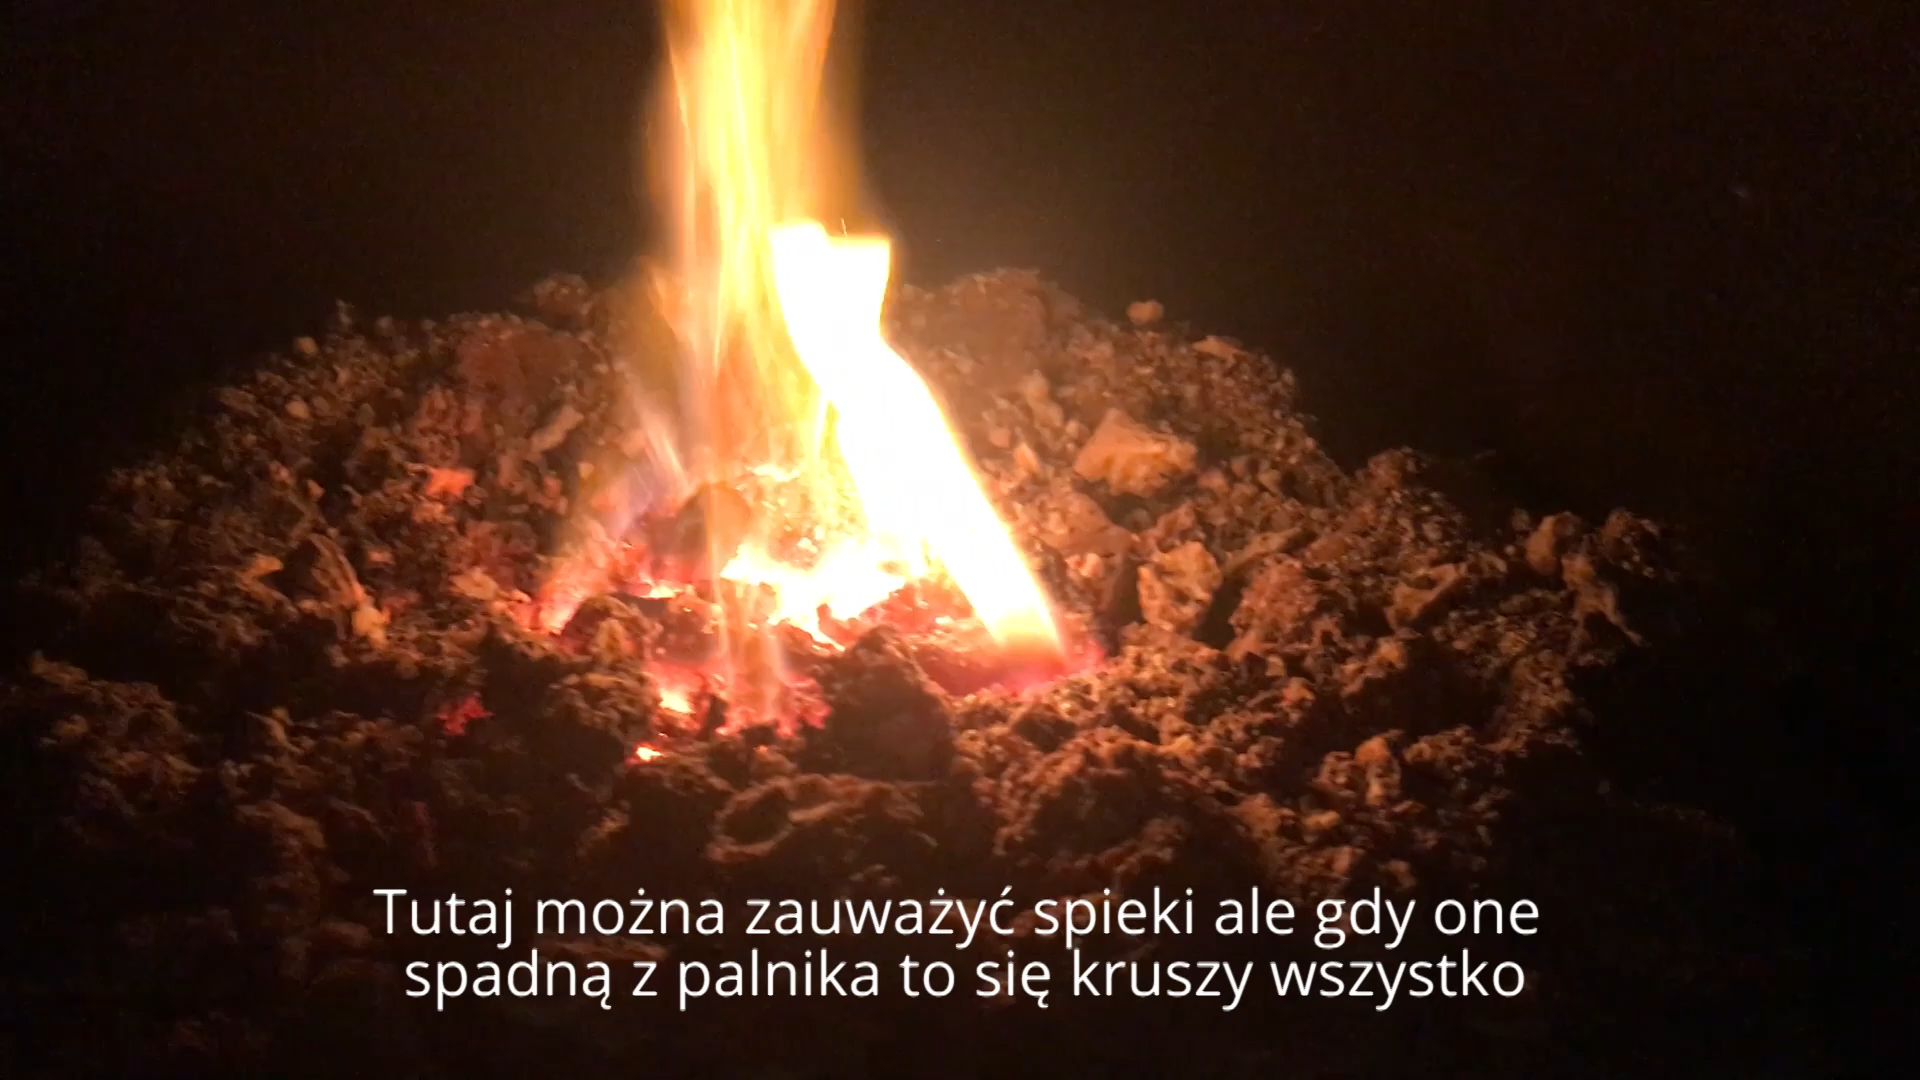 Tutaj można zauważyć spieki ale gdy one
spadną z palnika to się kruszy wszystko